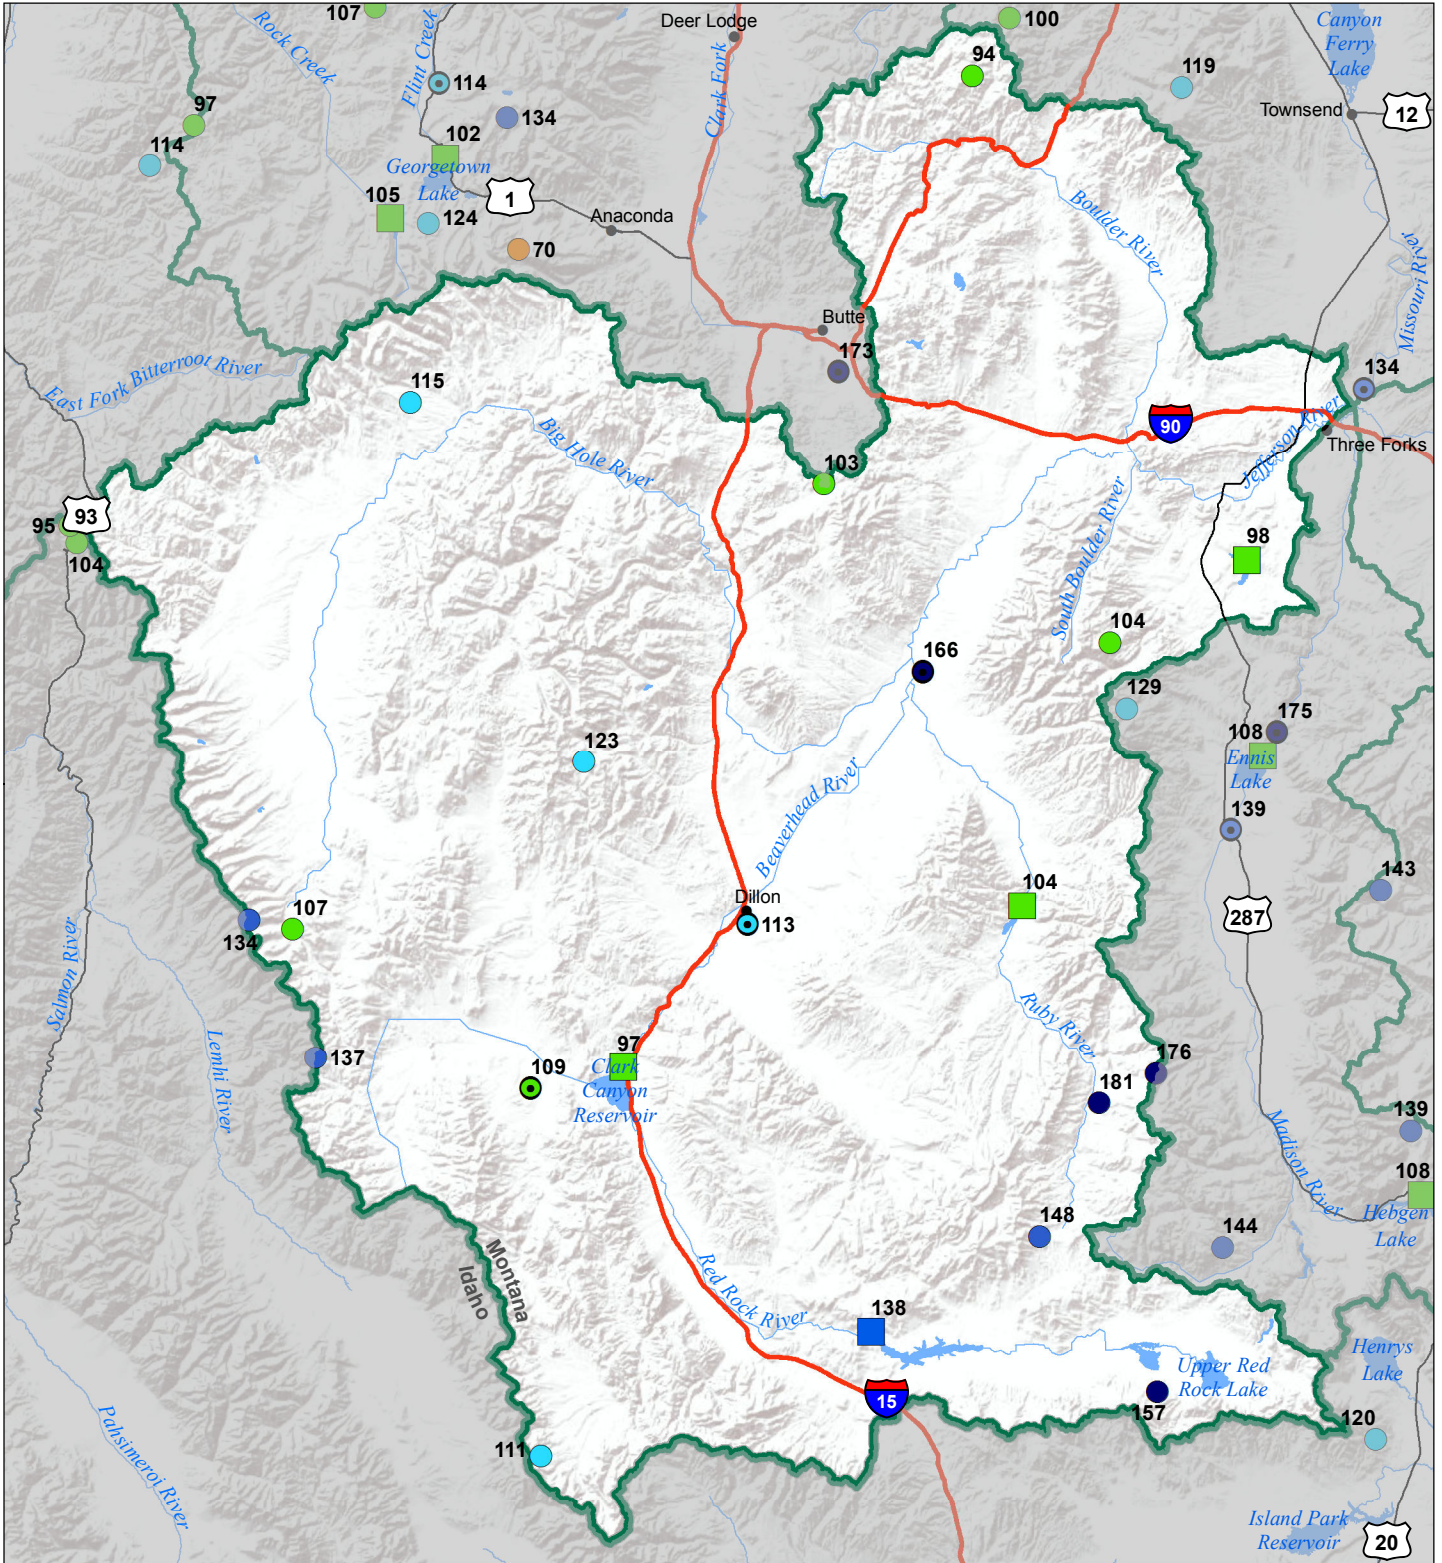 107
Rock Creek
Flint Creek
Deer Lodge
100
Canyon
Ferry
Lake
94
119
114
134
Clark Fork
Townsend
12
97
102
114
Georgetown
Lake
1
105
124
Anaconda
70
Boulder River
Missouri River
Butte
173
East Fork Bitterroot River
115
134
90
Jefferson River
Three Forks
Big Hole River
103
95
93
104
South Boulder River
98
104
166
129
175
108
Ennis
Lake
123
Beaverhead River
139
143
104
Dillon
113
287
107
134
Salmon River
Lemhi River
Ruby River
137
97
Clark
Canyon
Reservoir
109
176
181
Madison River
139
108
Hebgen
Lake
148
144
Montana
Idaho
Red Rock River
138
Upper Red
Rock Lake
Henrys
Lake
15
157
120
111
Pahsimeroi River
Island Park
Reservoir
20